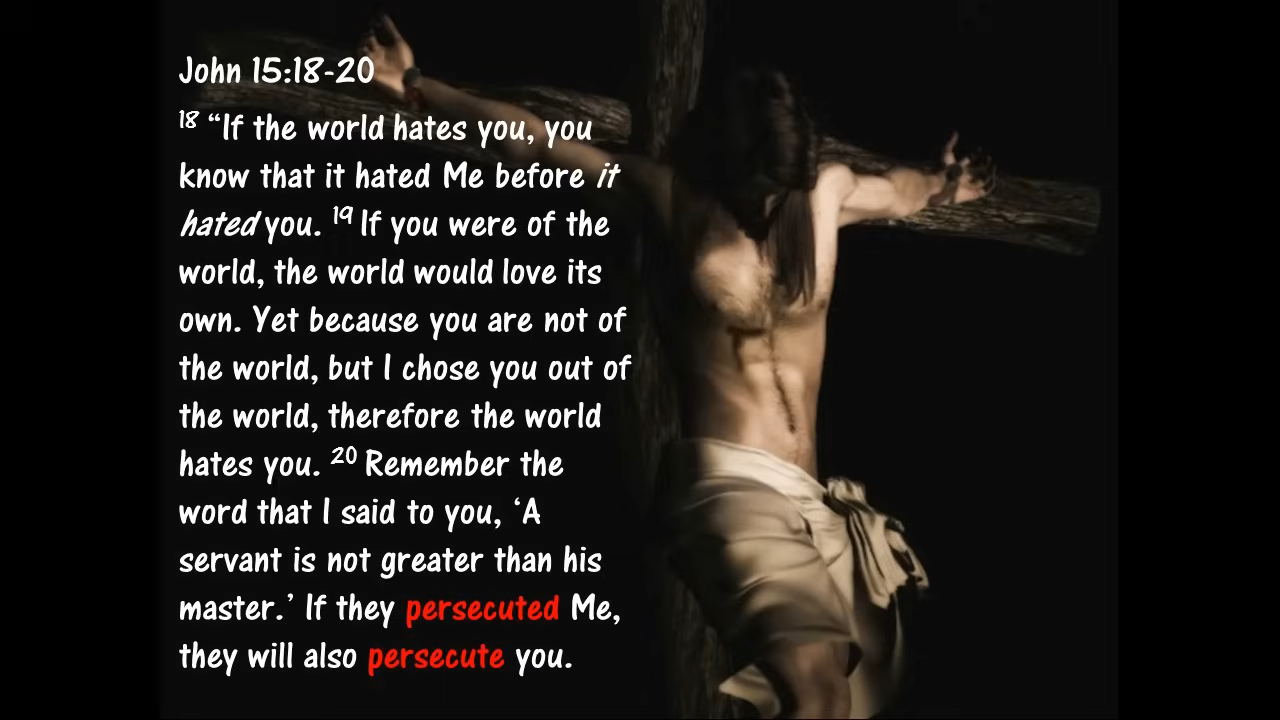 John 15:18-20
18 “If the world hates you, you
know that it hated Me before it
hated you. 19 If you were of the
world, the world would love its
own. Yet because you are not of
the world, but I chose you out of
the world, therefore the world
hates you. 20 Remember the
word that I said to you, ‘A
servant is not greater than his
master.’ If they persecuted Me,
they will also persecute you.